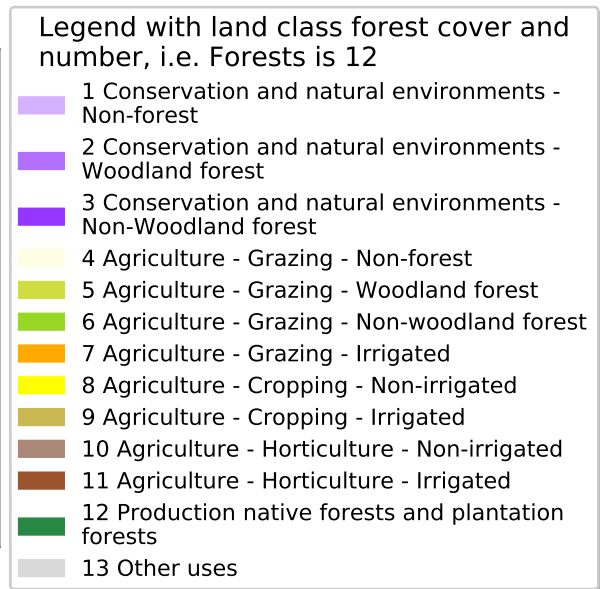 Legend with land class forest cover and
number, i.e. Forests is 12
1 Conservation and natural environments -
Non-forest
2 Conservation and natural environments -
Woodland forest
3 Conservation and natural environments -
Non-Woodland forest
4 Agriculture - Grazing - Non-forest
5 Agriculture - Grazing - Woodland forest
6 Agriculture - Grazing - Non-woodland forest
7 Agriculture - Grazing - Irrigated
8 Agriculture - Cropping - Non-irrigated
9 Agriculture - Cropping - Irrigated
10 Agriculture - Horticulture - Non-irrigated
11 Agriculture - Horticulture - Irrigated
12 Production native forests and plantation
forests
13 Other uses